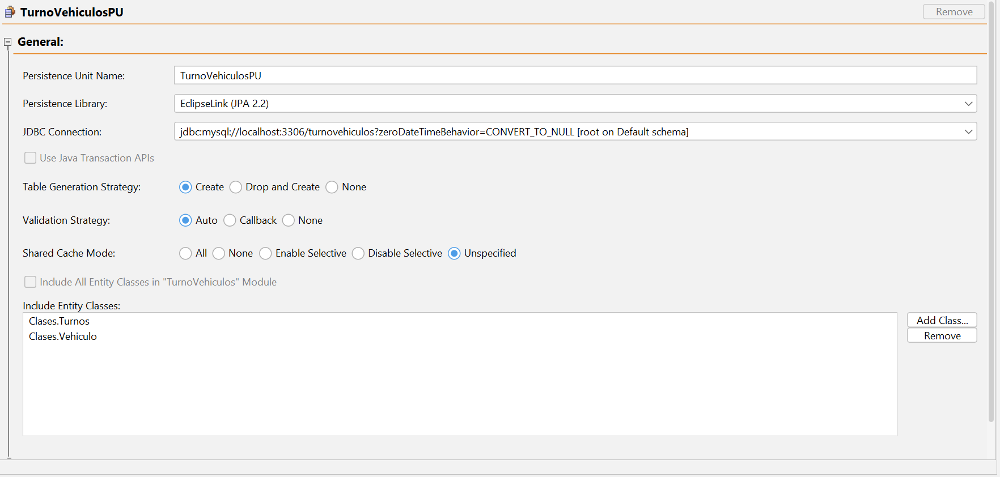 TurnoVehiculosPU
Remove
General:
Persistence Unit Name:
TurnoVehiculosPU
Persistence Library:
EclipseLink (JPA 2.2)
JDBC Connection:
jdbc:mysql://localhost:3306/turnovehiculos?zeroDateTimeBehavior=CONVERT_TO_NULL [root on Default schema]
Use Java Transaction APIs
Table Generation Strategy:
Create
Drop and Create
None
Validation Strategy:
Auto
Callback
None
Shared Cache Mode:
All
None
Enable Selective
Disable Selective
Unspecified
Include All Entity Classes in "TurnoVehiculos" Module
Include Entity Classes:
Clases.Turnos
Clases.Vehiculo
Add Class...
Remove